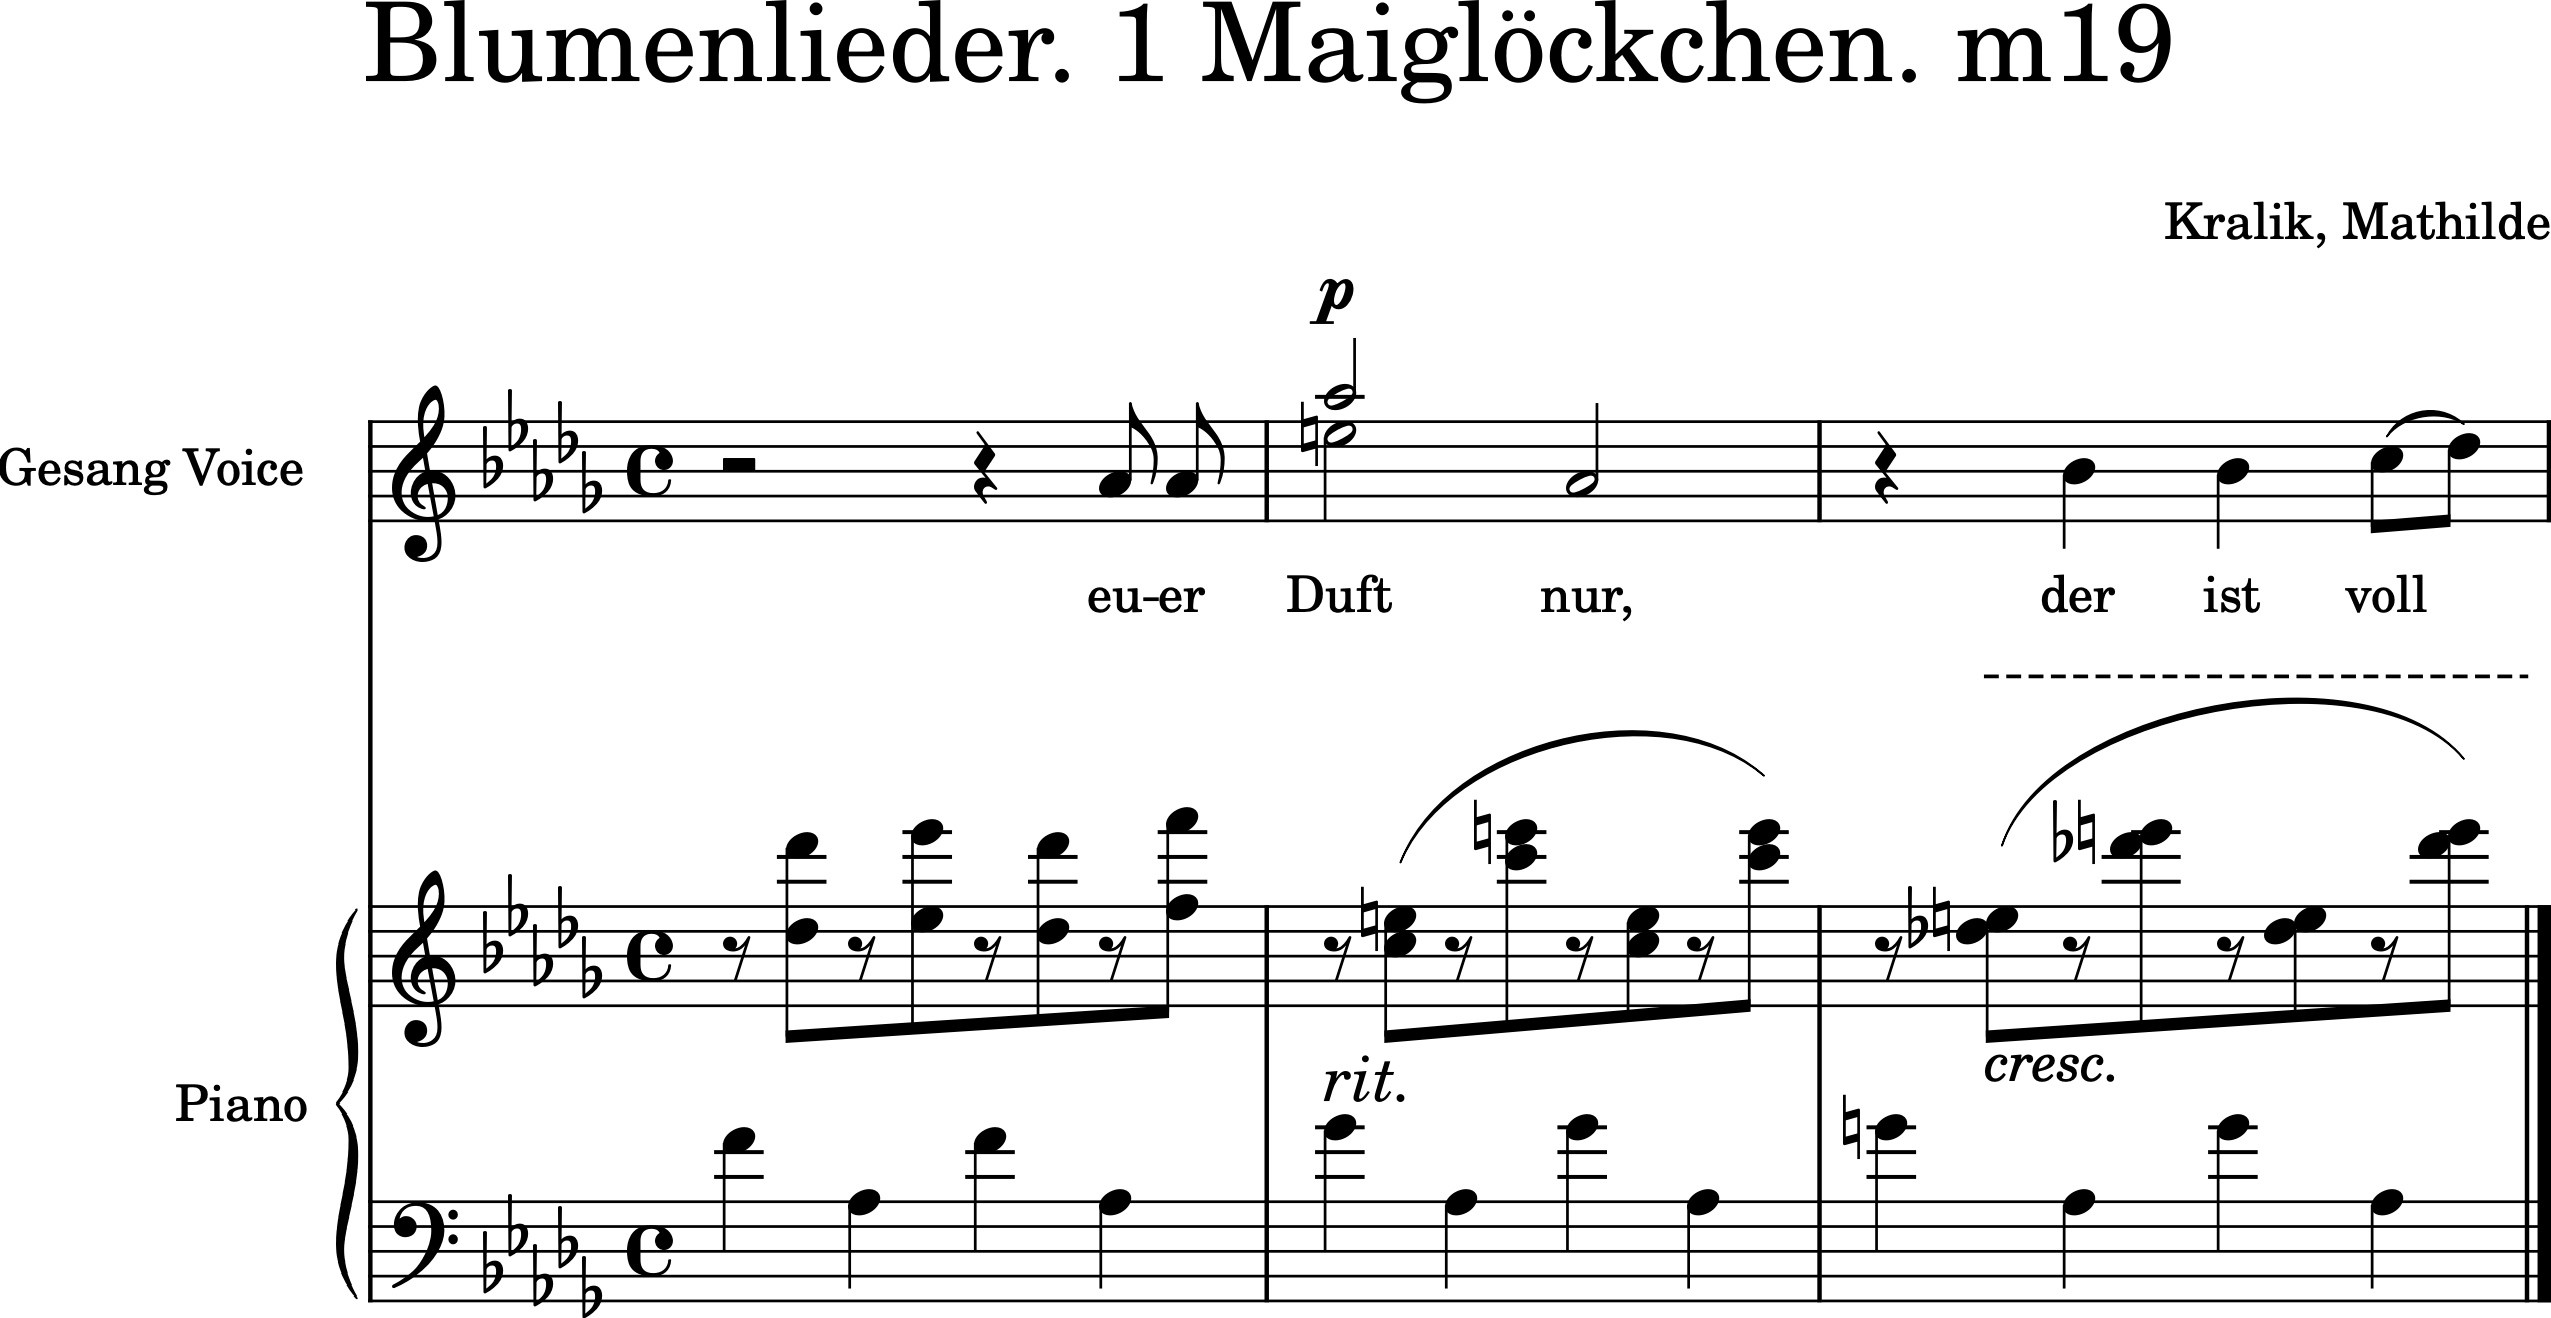 Blumenlieder. 1 Maiglöckchen. m19
Kralik, Mathilde
p
Gesang Voice
eu-er Duft nur, der ist voll
rit.
cresc.
Piano